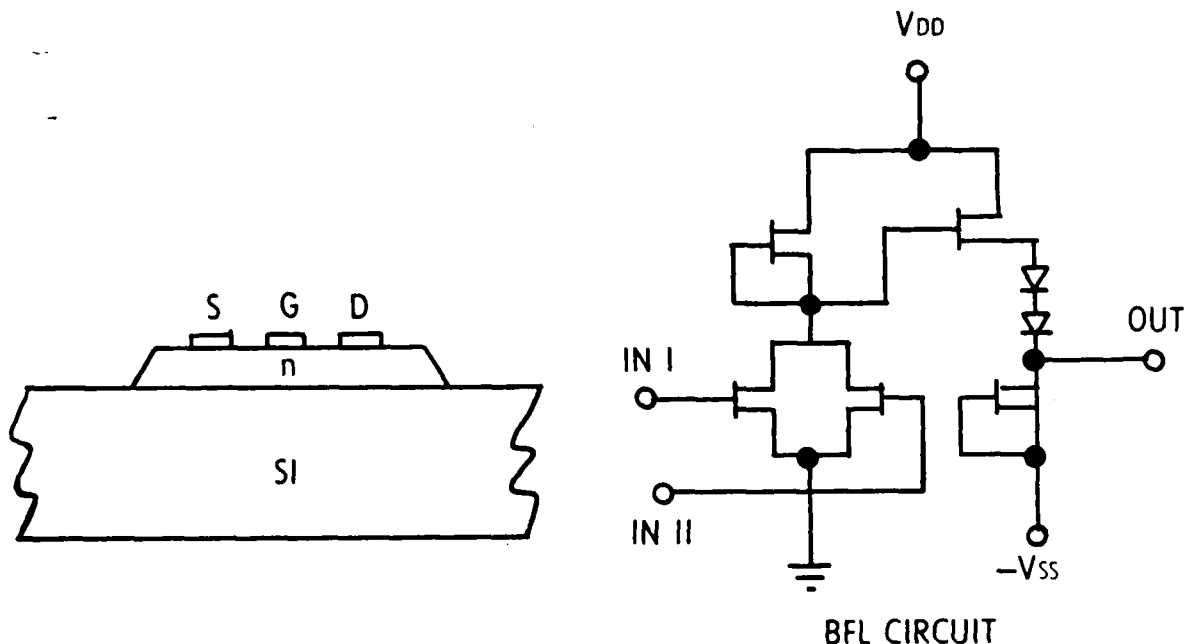 VDD
S G D
n
SI
IN I
IN II
OUT
-VSS
BFL CIRCUIT